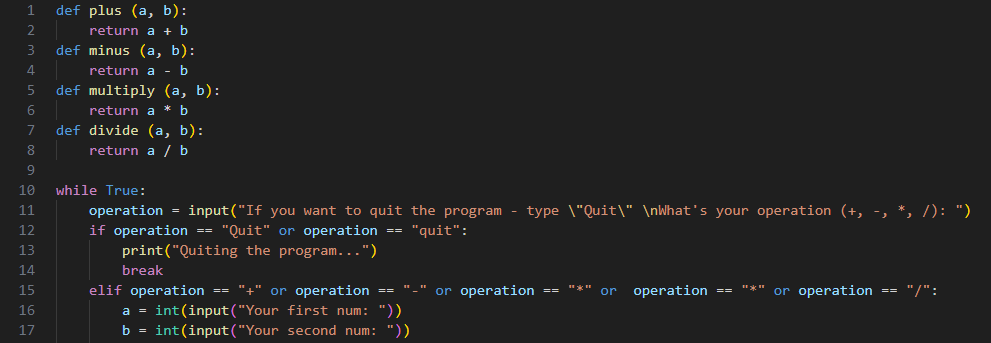 1 def plus (a, b):
2     return a + b
3 def minus (a, b):
4     return a - b
5 def multiply (a, b):
6     return a * b
7 def divide (a, b):
8     return a / b
9
10 while True:
11     operation = input("If you want to quit the program - type \"Quit\" \nWhat's your operation (+, -, *, /): ")
12     if operation == "Quit" or operation == "quit":
13         print("Quiting the program...")
14         break
15     elif operation == "+" or operation == "-" or operation == "*" or  operation == "*" or operation == "/":
16         a = int(input("Your first num: "))
17         b = int(input("Your second num: "))